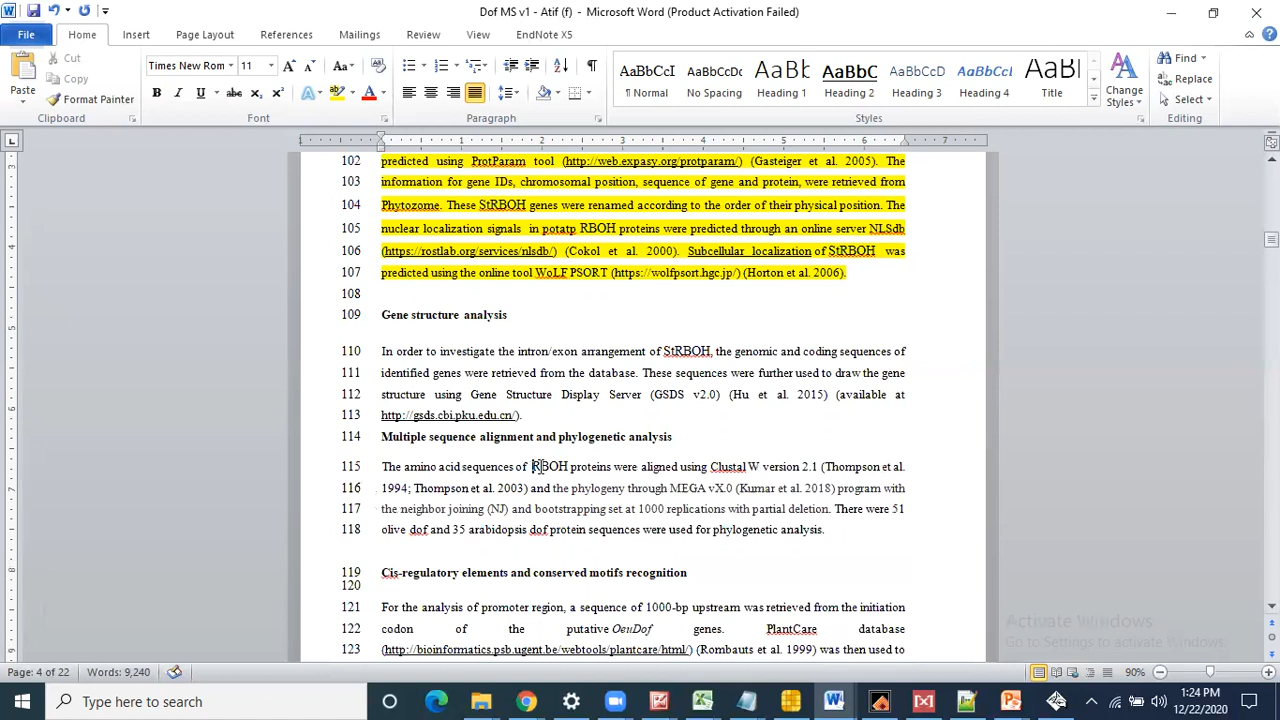 Dof MS v1 - Atif (f) - Microsoft Word (Product Activation Failed)
File Home Insert Page Layout References Mailings Review View EndNote X5
Paste
Cut
Copy
Format Painter
Clipboard
Times New Rom 11
Font
Paragraph
AaBbCcI AaBbCcDc AaBbC AaBbCc AaBbCcD AaBbCcI AaB
¶ Normal No Spacing Heading 1 Heading 2 Heading 3 Heading 4 Title
Change Styles
Styles
Find
Replace
Select
Editing
102 predicted using ProtParam tool (http://web.expasy.org/protparam/) (Gasteiger et al. 2005). The
103 information for gene IDs, chromosomal position, sequence of gene and protein, were retrieved from
104 Phytozome. These StRBOH genes were renamed according to the order of their physical position. The
105 nuclear localization signals in potatp RBOH proteins were predicted through an online server NLSdb
106 (https://rostlab.org/services/nlsdb/) (Cokol et al. 2000). Subcellular localization of StRBOH was
107 predicted using the online tool WoLF PSORT (https://wolfpsort.hgc.jp/) (Horton et al. 2006).
108
109 Gene structure analysis
110 In order to investigate the intron/exon arrangement of StRBOH, the genomic and coding sequences of
111 identified genes were retrieved from the database. These sequences were further used to draw the gene
112 structure using Gene Structure Display Server (GSDS v2.0) (Hu et al. 2015) (available at
113 http://gsds.cbi.pku.edu.cn/).
114 Multiple sequence alignment and phylogenetic analysis
115 The amino acid sequences of RBOH proteins were aligned using Clustal W version 2.1 (Thompson et al.
116 1994; Thompson et al. 2003) and the phylogeny through MEGA vX.0 (Kumar et al. 2018) program with
117 the neighbor joining (NJ) and bootstrapping set at 1000 replications with partial deletion. There were 51
118 olive dof and 35 arabidopsis dof protein sequences were used for phylogenetic analysis.
119 Cis-regulatory elements and conserved motifs recognition
120
121 For the analysis of promoter region, a sequence of 1000-bp upstream was retrieved from the initiation
122 codon of the putative OeuDof genes. PlantCare database
123 (http://bioinformatics.psb.ugent.be/webtools/plantcare/html/) (Rombauts et al. 1999) was then used to
Activate Windows
Go to Settings to activate Windows.
Page: 4 of 22 Words: 9,240 90%
Type here to search
1:24 PM
12/22/2020